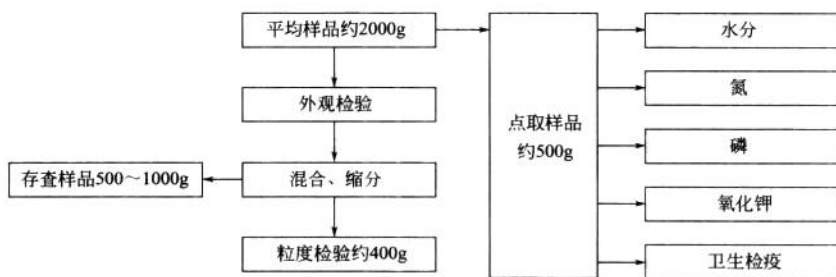 平均样品约2000g
水分
外观检验
氮
点取样品
约500g
磷
存查样品500～1000g
混合、缩分
氧化钾
粒度检验约400g
卫生检疫